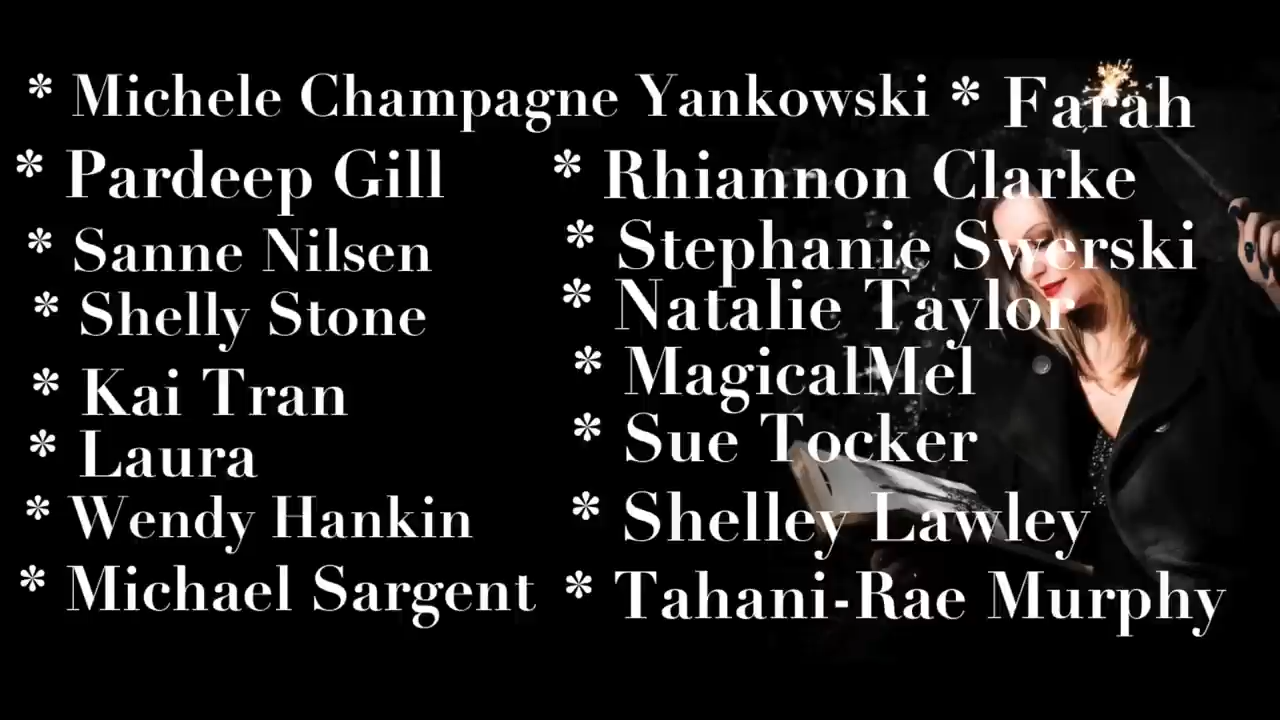 * Michele Champagne Yankowski * Farah
* Pardeep Gill * Rhiannon Clarke
* Sanne Nilsen * Stephanie Swerski
* Shelly Stone * Natalie Taylor
* Kai Tran * MagicalMel
* Laura * Sue Tocker
* Wendy Hankin * Shelley Lawley
* Michael Sargent * Tahani-Rae Murphy